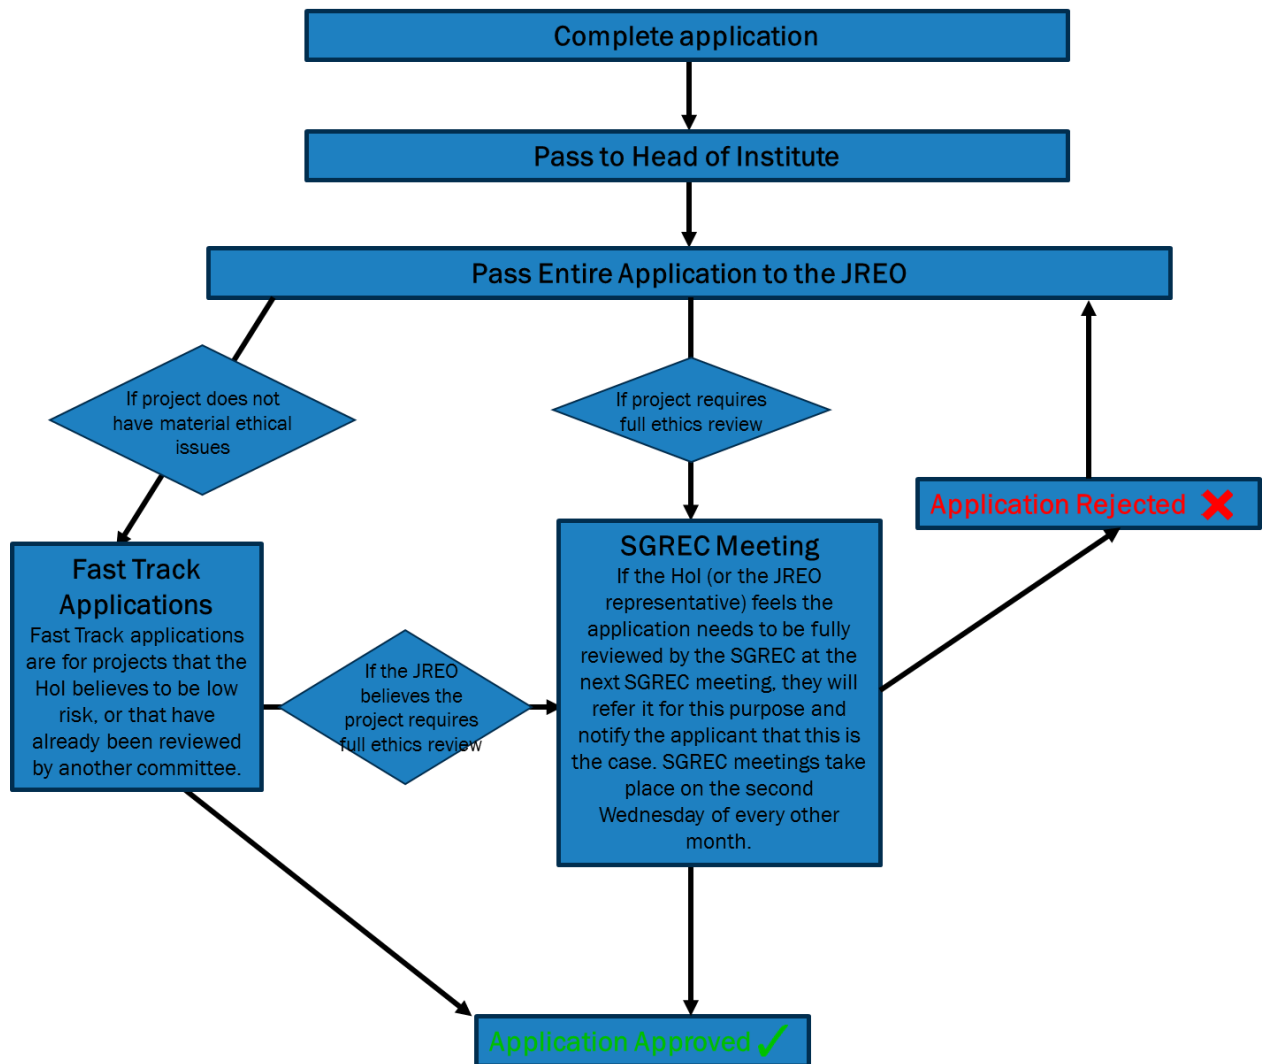 Complete application
Pass to Head of Institute
Pass Entire Application to the JREO
If project does not
have material ethical
issues
If project requires
full ethics review
Application Rejected ❌
Fast Track
Applications
Fast Track applications
are for projects that the
HoI believes to be low
risk, or that have
already been reviewed
by another committee.
If the JREO
believes the
project requires
full ethics review
SGREC Meeting
If the HoI (or the JREO
representative) feels the
application needs to be fully
reviewed by the SGREC at the
next SGREC meeting, they will
refer it for this purpose and
notify the applicant that this is
the case. SGREC meetings take
place on the second
Wednesday of every other
month.
Application Approved ✓